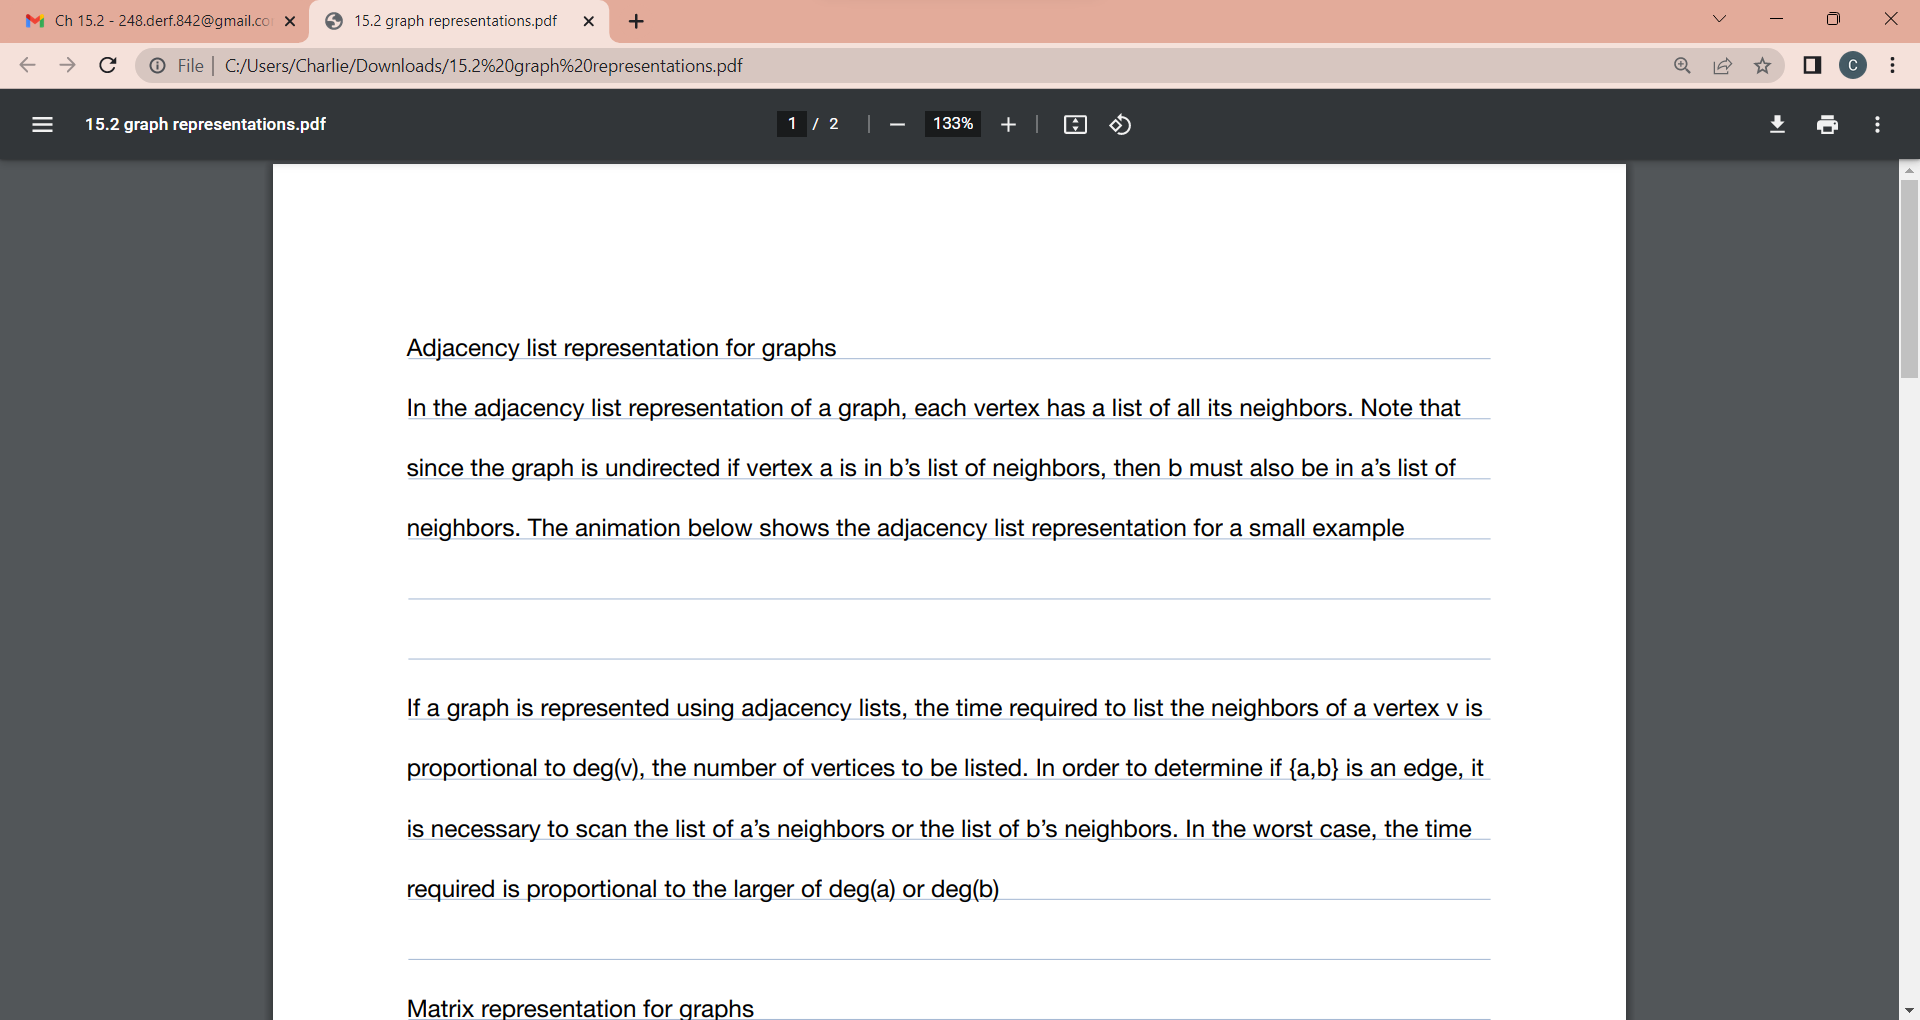 Ch 15.2 - 248.derf.842@gmail.co
15.2 graph representations.pdf
File
C:/Users/Charlie/Downloads/15.2%20graph%20representations.pdf
C
15.2 graph representations.pdf
1 / 2
133%
Adjacency list representation for graphs
In the adjacency list representation of a graph, each vertex has a list of all its neighbors. Note that
since the graph is undirected if vertex a is in b’s list of neighbors, then b must also be in a’s list of
neighbors. The animation below shows the adjacency list representation for a small example
If a graph is represented using adjacency lists, the time required to list the neighbors of a vertex v is
proportional to deg(v), the number of vertices to be listed. In order to determine if {a,b} is an edge, it
is necessary to scan the list of a’s neighbors or the list of b’s neighbors. In the worst case, the time
required is proportional to the larger of deg(a) or deg(b)
Matrix representation for graphs